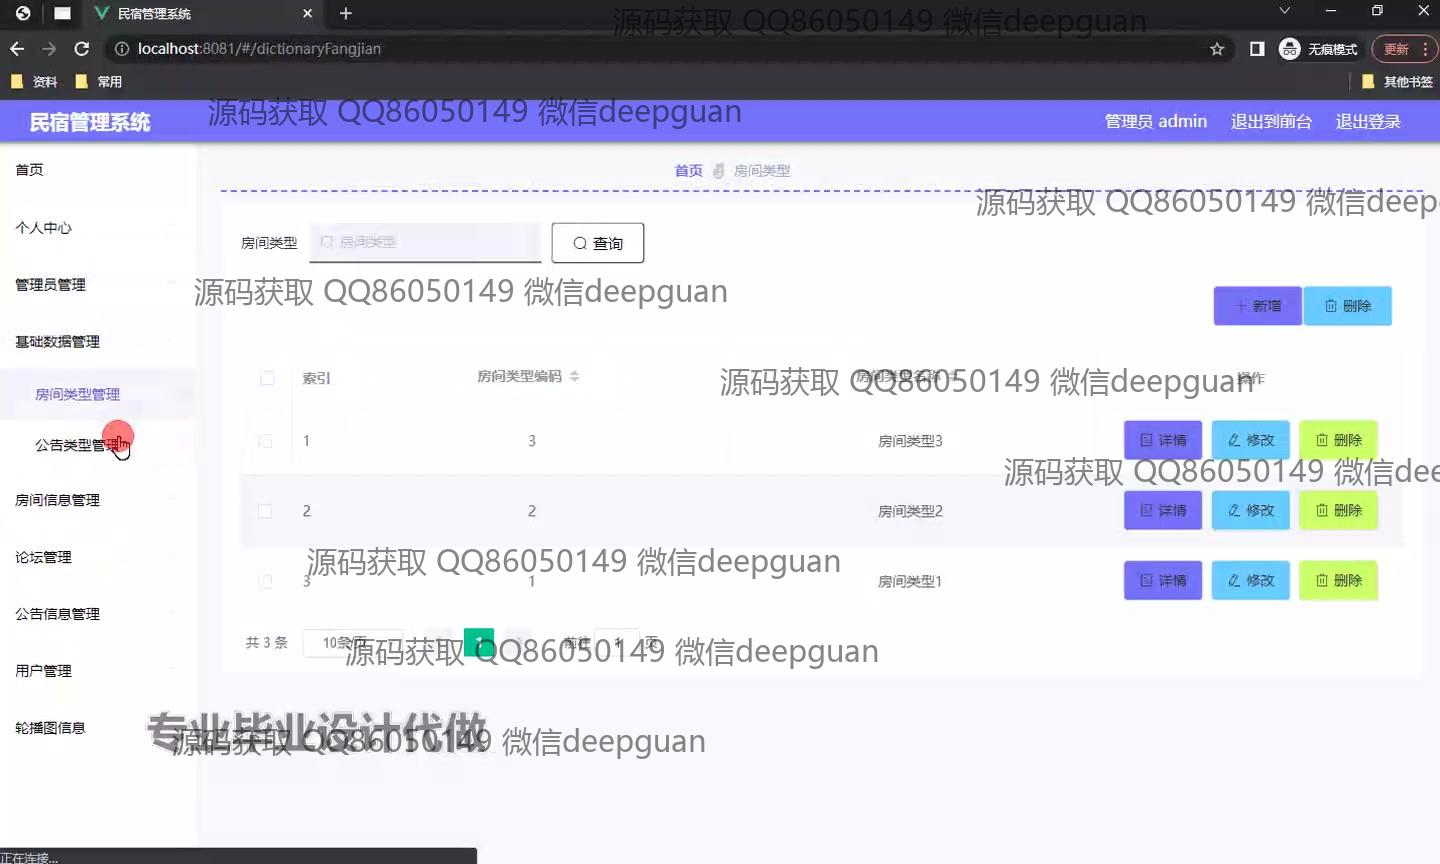 民宿管理系统
源码获取 QQ86050149 微信deepguan
localhost:8081/#/dictionaryFangjian
无痕模式
更新
资料
常用
其他书签
民宿管理系统
源码获取 QQ86050149 微信deepguan
管理员 admin
退出到前台
退出登录
首页
首页
房间类型
源码获取 QQ86050149 微信deep
个人中心
房间类型
房间类型
查询
管理员管理
源码获取 QQ86050149 微信deepguan
新增
删除
基础数据管理
索引
房间类型编码
房间类型名称
操作
源码获取 QQ86050149 微信deepguan
房间类型管理
公告类型管理
1
3
房间类型3
详情
修改
删除
源码获取 QQ86050149 微信dee
房间信息管理
2
2
房间类型2
详情
修改
删除
论坛管理
源码获取 QQ86050149 微信deepguan
3
1
房间类型1
详情
修改
删除
公告信息管理
共 3 条
10条/页
1
前往
1
页
源码获取 QQ86050149 微信deepguan
用户管理
轮播图信息
专业毕业设计代做
源码获取 QQ86050149 微信deepguan
正在连接...